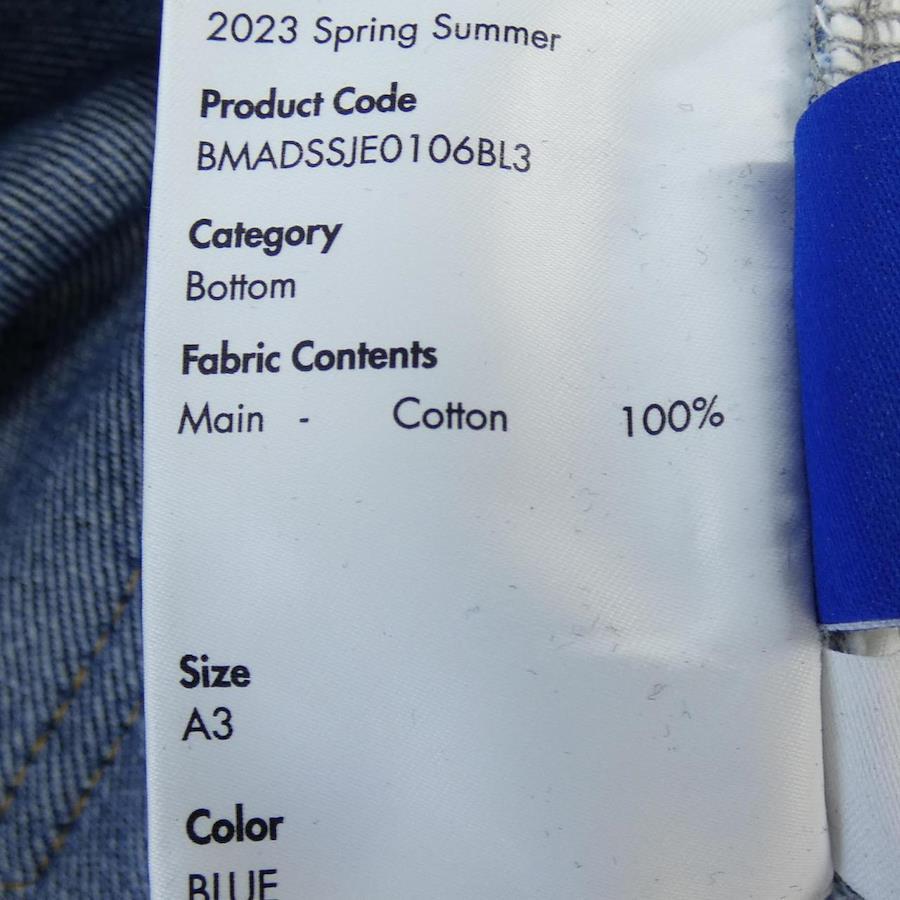 2023 Spring Summer
Product Code
BMADSSJE0106BL3
Category
Bottom
Fabric Contents
Main - Cotton 100%
Size
A3
Color
BLUE